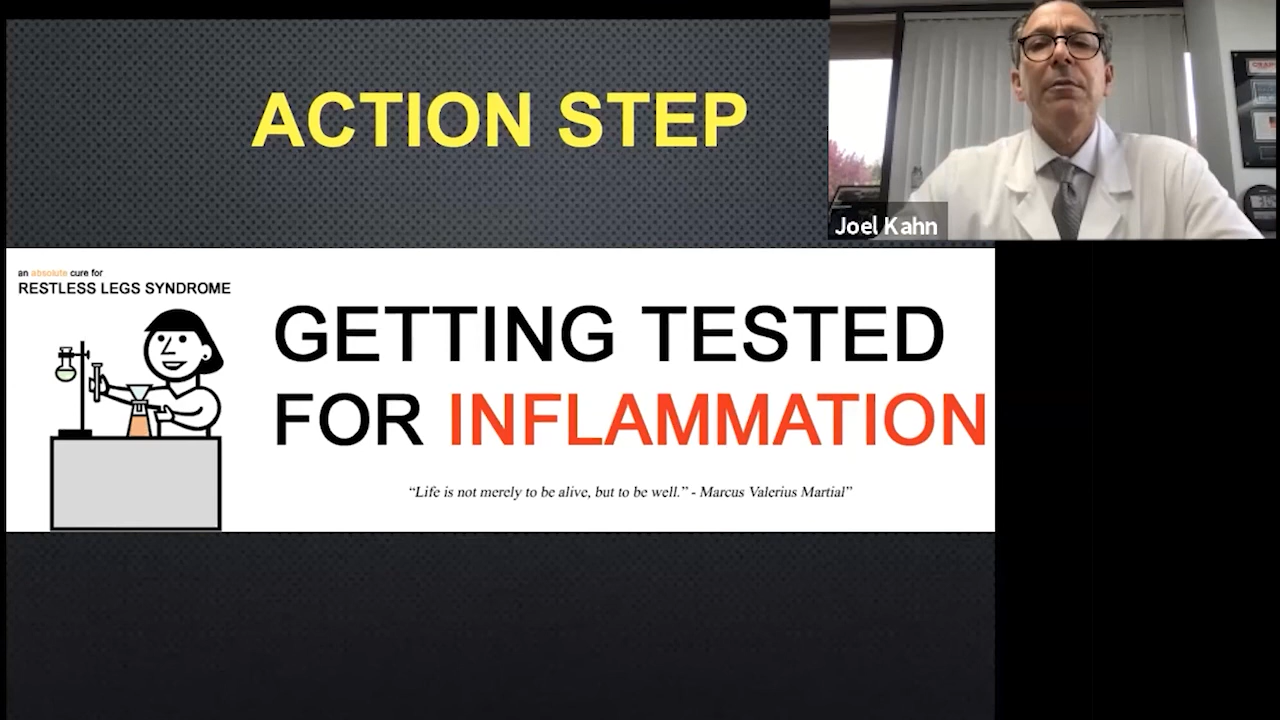 ACTION STEP
Joel Kahn
an absolute cure for
RESTLESS LEGS SYNDROME
GETTING TESTED
FOR INFLAMMATION
“Life is not merely to be alive, but to be well.” - Marcus Valerius Martial”